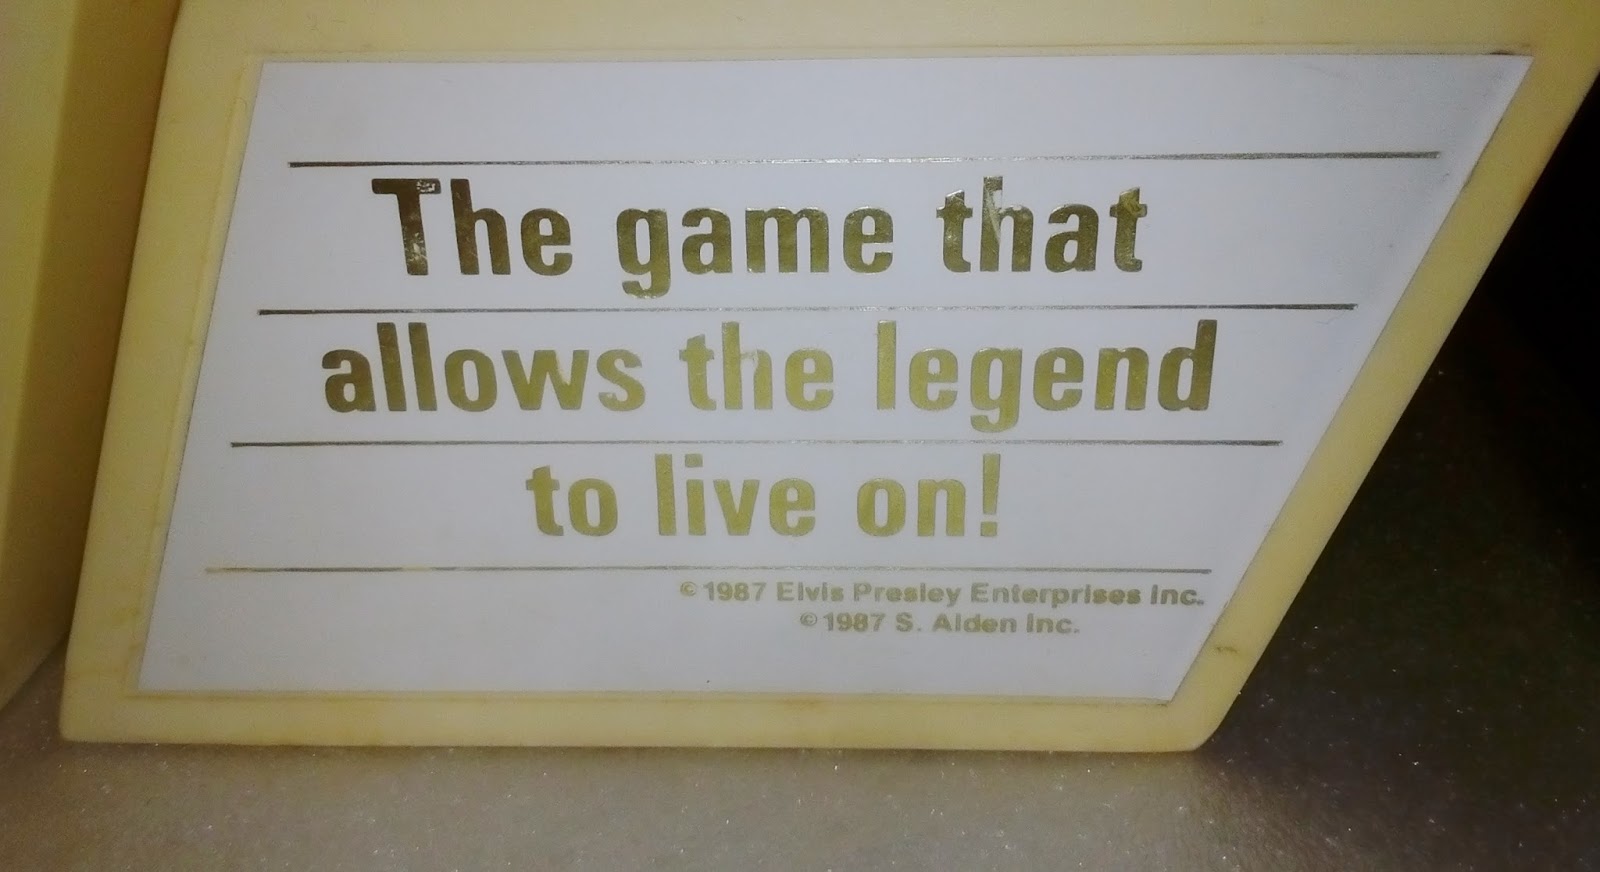 The game that
allows the legend
to live on!
© 1987 Elvis Presley Enterprises Inc.
© 1987 S. Alden Inc.